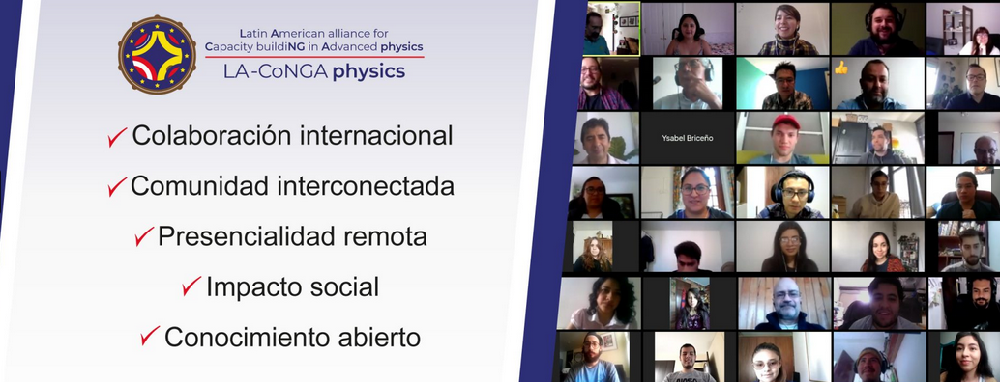 Latin American alliance for
Capacity buildiNG in Advanced physics
LA-CoNGA physics
Colaboración internacional
Comunidad interconectada
Presencialidad remota
Impacto social
Conocimiento abierto
Ysabel Briceño